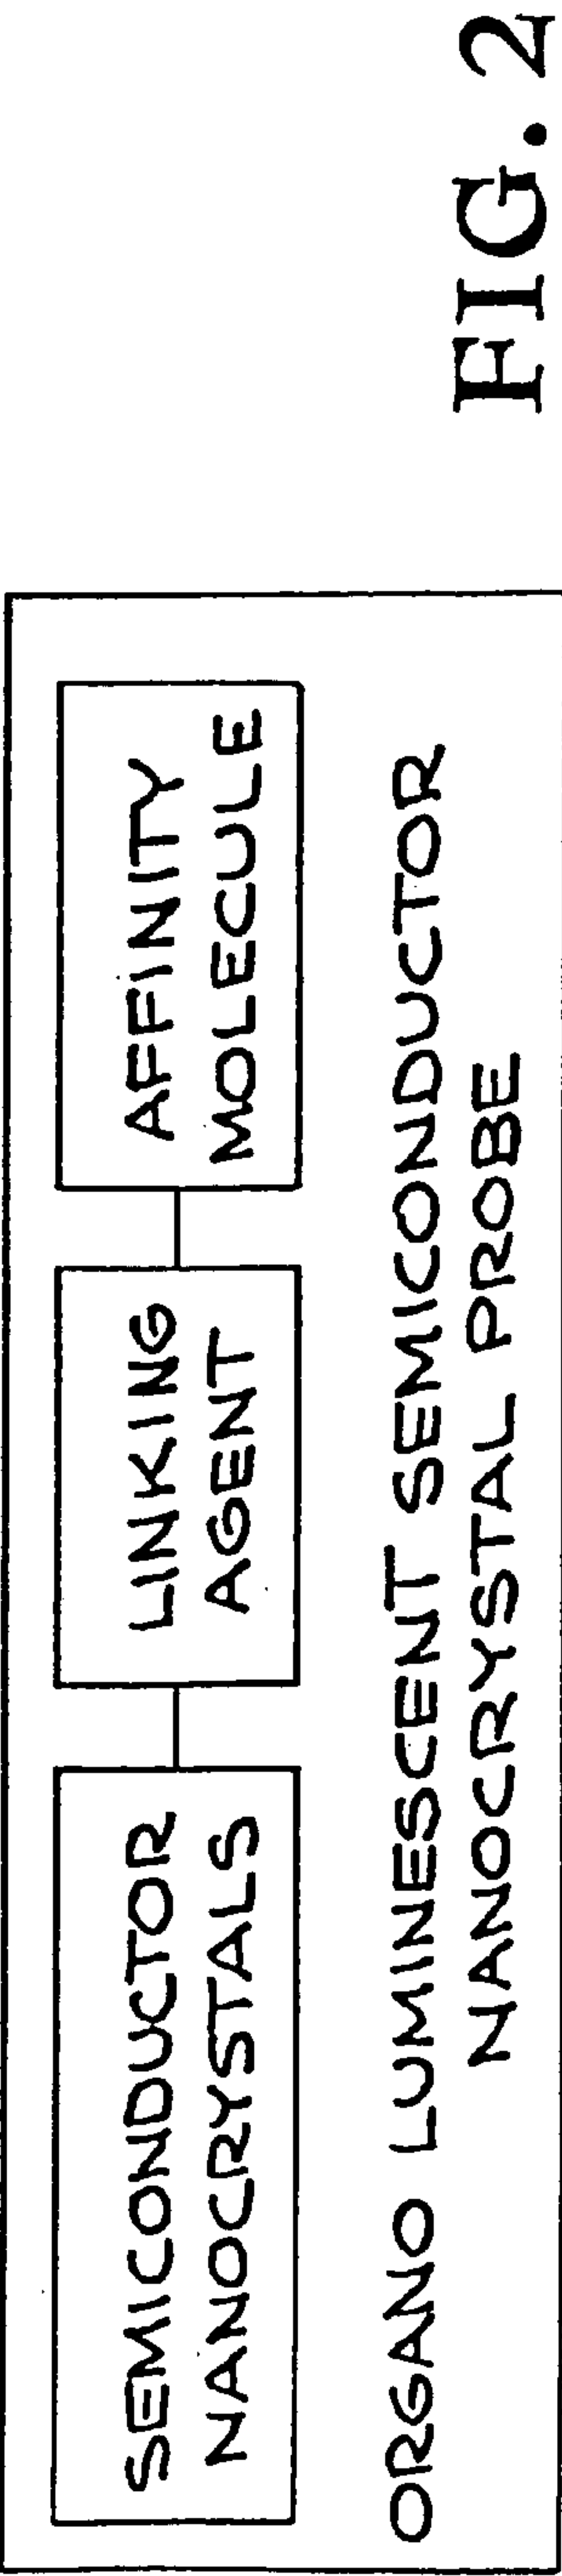 SEMICONDUCTOR
NANOCRYSTALS
LINKING
AGENT
AFFINITY
MOLECULE
ORGANO LUMINESCENT SEMICONDUCTOR
NANOCRYSTAL PROBE
FIG. 2